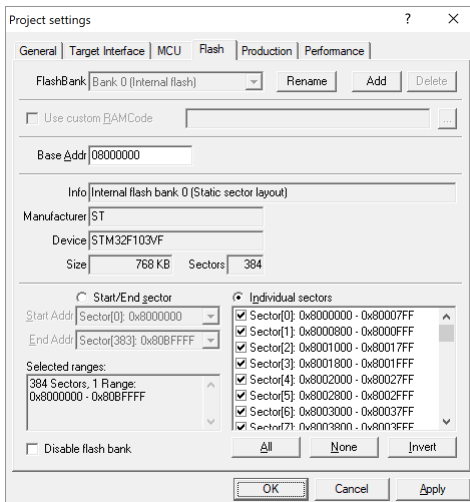 Project settings ? X
General Target Interface MCU Flash Production Performance
FlashBank Bank 0 (Internal flash) Rename Add Delete
Use custom RAMCode ...
Base Addr 08000000
Info Internal flash bank 0 (Static sector layout)
Manufacturer ST
Device STM32F103VF
Size 768 KB Sectors 384
Start/End sector Individual sectors
Start Addr Sector[0]: 0x8000000
End Addr Sector[383]: 0x80BFFFF
Selected ranges:
384 Sectors, 1 Range:
0x8000000 - 0x80BFFFF
Sector[0]: 0x8000000 - 0x80007FF
Sector[1]: 0x8000800 - 0x8000FFF
Sector[2]: 0x8001000 - 0x80017FF
Sector[3]: 0x8001800 - 0x8001FFF
Sector[4]: 0x8002000 - 0x80027FF
Sector[5]: 0x8002800 - 0x8002FFF
Sector[6]: 0x8003000 - 0x80037FF
Sector[7]: 0x8003800 - 0x8003FFF
Disable flash bank All None Invert
OK Cancel Apply